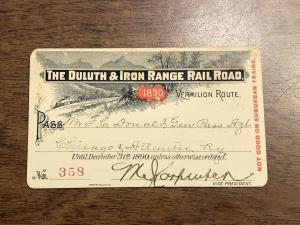 THE DULUTH & IRON RANGE RAIL ROAD.
1890
VERMILION ROUTE.
PASS Mr. F. C. Donald, Gen Pass Agt
Chicago & Atlantic Ry
Until December 31st 1890, unless otherwise ordered.
No. 358
VICE PRESIDENT.
NOT GOOD ON SUBURBAN TRAINS.